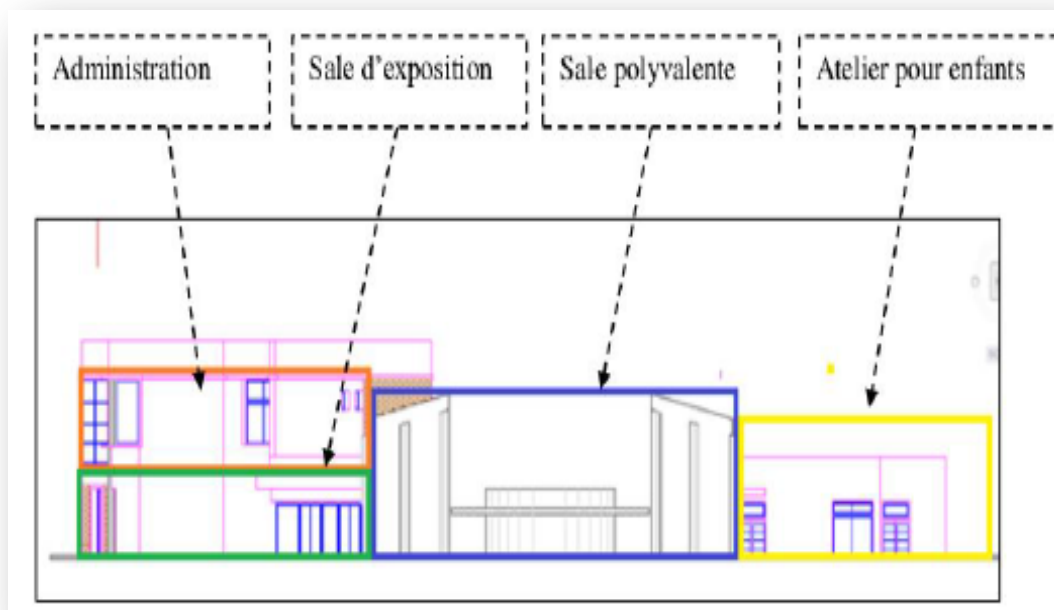 Administration
Sale d'exposition
Sale polyvalente
Atelier pour enfants